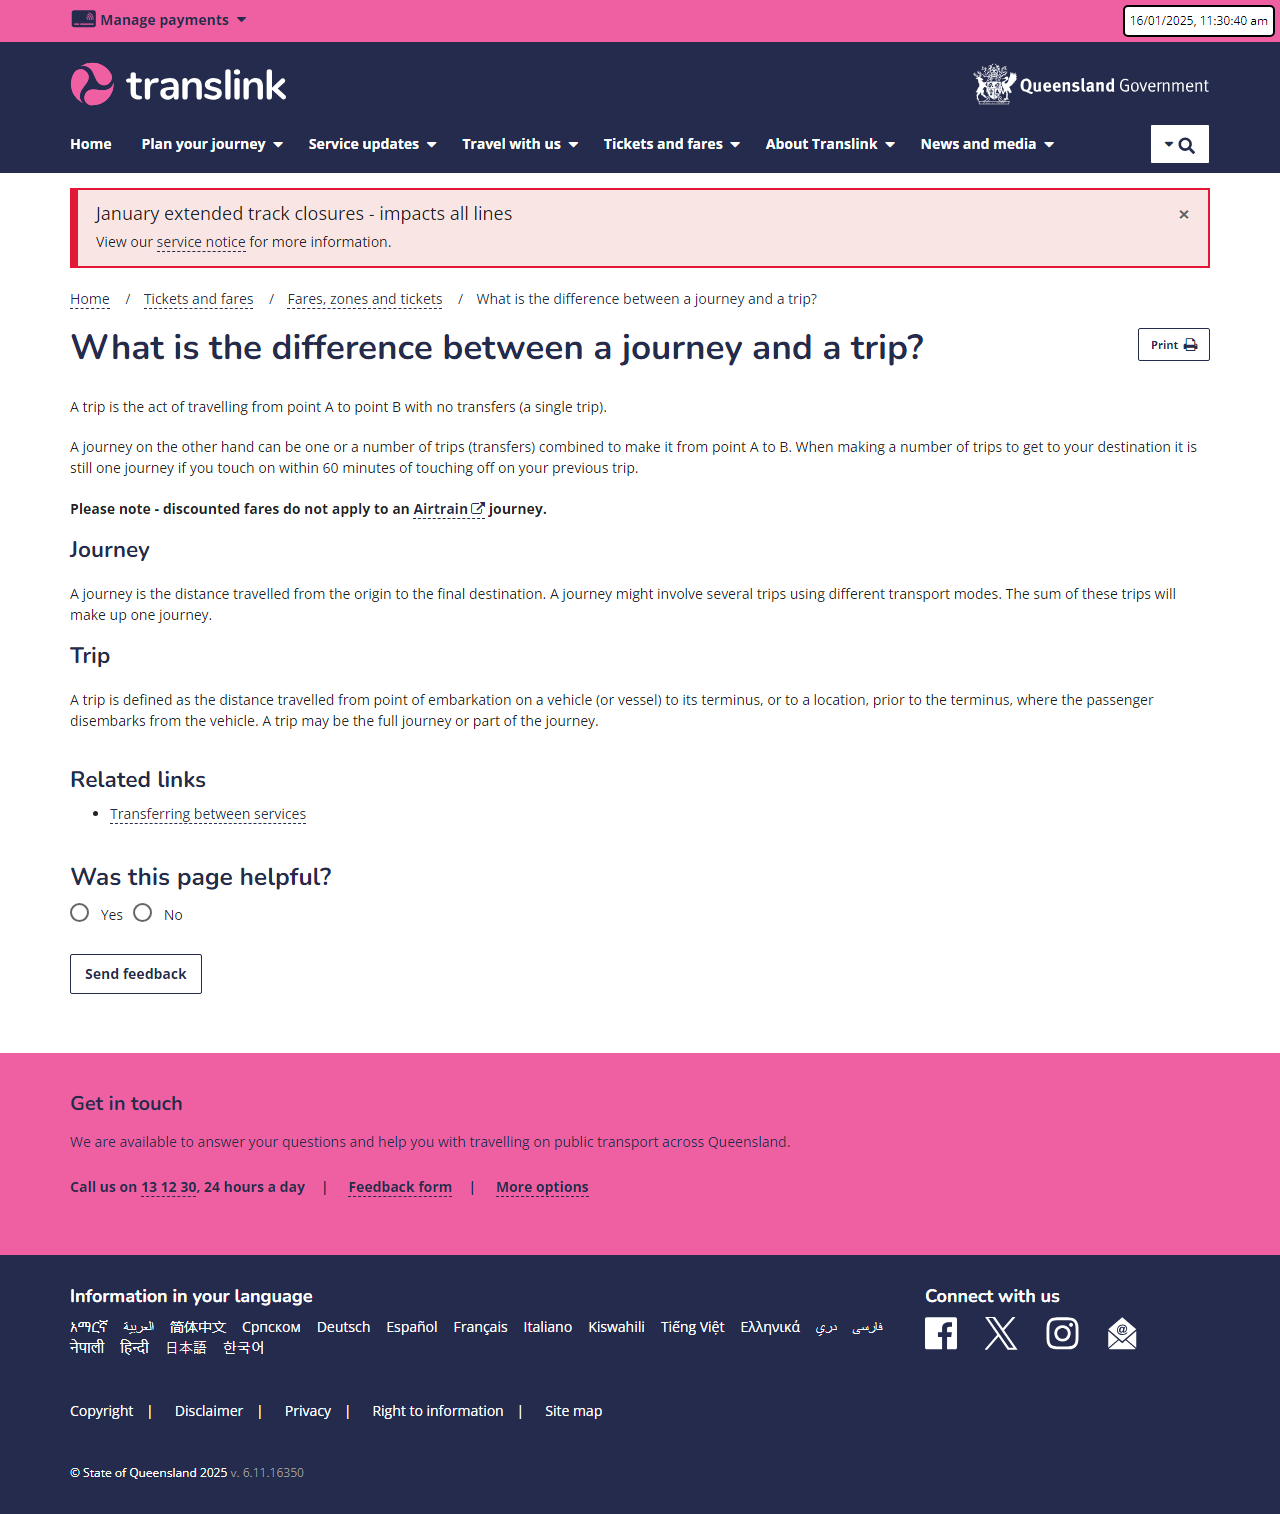 Manage payments
16/01/2025, 11:30:40 am
translink
Queensland Government
Home Plan your journey Service updates Travel with us Tickets and fares About Translink News and media
January extended track closures - impacts all lines
×
View our service notice for more information.
Home / Tickets and fares / Fares, zones and tickets / What is the difference between a journey and a trip?
What is the difference between a journey and a trip?
Print
A trip is the act of travelling from point A to point B with no transfers (a single trip).
A journey on the other hand can be one or a number of trips (transfers) combined to make it from point A to B. When making a number of trips to get to your destination it is
still one journey if you touch on within 60 minutes of touching off on your previous trip.
Please note - discounted fares do not apply to an Airtrain journey.
Journey
A journey is the distance travelled from the origin to the final destination. A journey might involve several trips using different transport modes. The sum of these trips will
make up one journey.
Trip
A trip is defined as the distance travelled from point of embarkation on a vehicle (or vessel) to its terminus, or to a location, prior to the terminus, where the passenger
disembarks from the vehicle. A trip may be the full journey or part of the journey.
Related links
• Transferring between services
Was this page helpful?
Yes No
Send feedback
Get in touch
We are available to answer your questions and help you with travelling on public transport across Queensland.
Call us on 13 12 30, 24 hours a day | Feedback form | More options
Information in your language
Connect with us
አማርኛ العربية 简体中文 Српском Deutsch Español Français Italiano Kiswahili Tiếng Việt Ελληνικά دري فارسی
नेपाली हिन्दी 日本語 한국어
Copyright | Disclaimer | Privacy | Right to information | Site map
© State of Queensland 2025 v. 6.11.16350